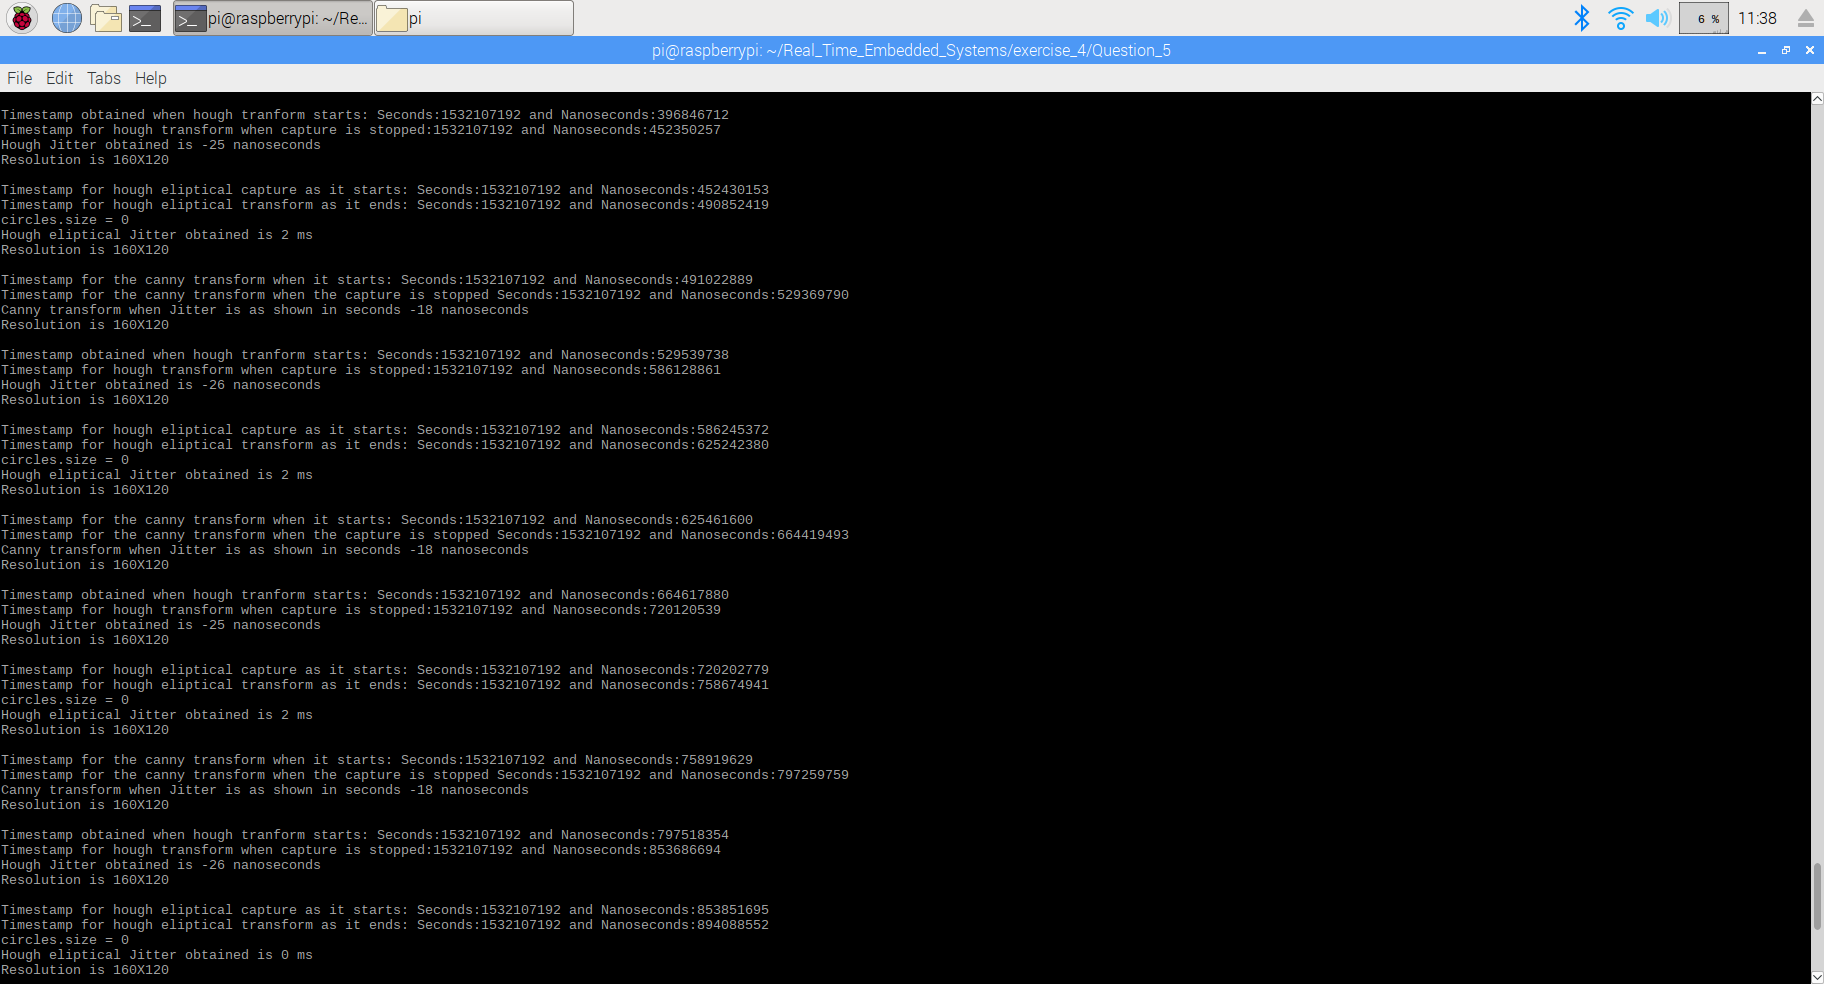 pi@raspberrypi: ~/Re...
pi
6 %
11:38
pi@raspberrypi: ~/Real_Time_Embedded_Systems/exercise_4/Question_5
File Edit Tabs Help
Timestamp obtained when hough tranform starts: Seconds:1532107192 and Nanoseconds:396846712
Timestamp for hough transform when capture is stopped:1532107192 and Nanoseconds:452350257
Hough Jitter obtained is -25 nanoseconds
Resolution is 160X120
Timestamp for hough eliptical capture as it starts: Seconds:1532107192 and Nanoseconds:452430153
Timestamp for hough eliptical transform as it ends: Seconds:1532107192 and Nanoseconds:490852419
circles.size = 0
Hough eliptical Jitter obtained is 2 ms
Resolution is 160X120
Timestamp for the canny transform when it starts: Seconds:1532107192 and Nanoseconds:491022889
Timestamp for the canny transform when the capture is stopped Seconds:1532107192 and Nanoseconds:529369790
Canny transform when Jitter is as shown in seconds -18 nanoseconds
Resolution is 160X120
Timestamp obtained when hough tranform starts: Seconds:1532107192 and Nanoseconds:529539738
Timestamp for hough transform when capture is stopped:1532107192 and Nanoseconds:586128861
Hough Jitter obtained is -26 nanoseconds
Resolution is 160X120
Timestamp for hough eliptical capture as it starts: Seconds:1532107192 and Nanoseconds:586245372
Timestamp for hough eliptical transform as it ends: Seconds:1532107192 and Nanoseconds:625242380
circles.size = 0
Hough eliptical Jitter obtained is 2 ms
Resolution is 160X120
Timestamp for the canny transform when it starts: Seconds:1532107192 and Nanoseconds:625461600
Timestamp for the canny transform when the capture is stopped Seconds:1532107192 and Nanoseconds:664419493
Canny transform when Jitter is as shown in seconds -18 nanoseconds
Resolution is 160X120
Timestamp obtained when hough tranform starts: Seconds:1532107192 and Nanoseconds:664617880
Timestamp for hough transform when capture is stopped:1532107192 and Nanoseconds:720120539
Hough Jitter obtained is -25 nanoseconds
Resolution is 160X120
Timestamp for hough eliptical capture as it starts: Seconds:1532107192 and Nanoseconds:720202779
Timestamp for hough eliptical transform as it ends: Seconds:1532107192 and Nanoseconds:758674941
circles.size = 0
Hough eliptical Jitter obtained is 2 ms
Resolution is 160X120
Timestamp for the canny transform when it starts: Seconds:1532107192 and Nanoseconds:758919629
Timestamp for the canny transform when the capture is stopped Seconds:1532107192 and Nanoseconds:797259759
Canny transform when Jitter is as shown in seconds -18 nanoseconds
Resolution is 160X120
Timestamp obtained when hough tranform starts: Seconds:1532107192 and Nanoseconds:797518354
Timestamp for hough transform when capture is stopped:1532107192 and Nanoseconds:853686694
Hough Jitter obtained is -26 nanoseconds
Resolution is 160X120
Timestamp for hough eliptical capture as it starts: Seconds:1532107192 and Nanoseconds:853851695
Timestamp for hough eliptical transform as it ends: Seconds:1532107192 and Nanoseconds:894088552
circles.size = 0
Hough eliptical Jitter obtained is 0 ms
Resolution is 160X120